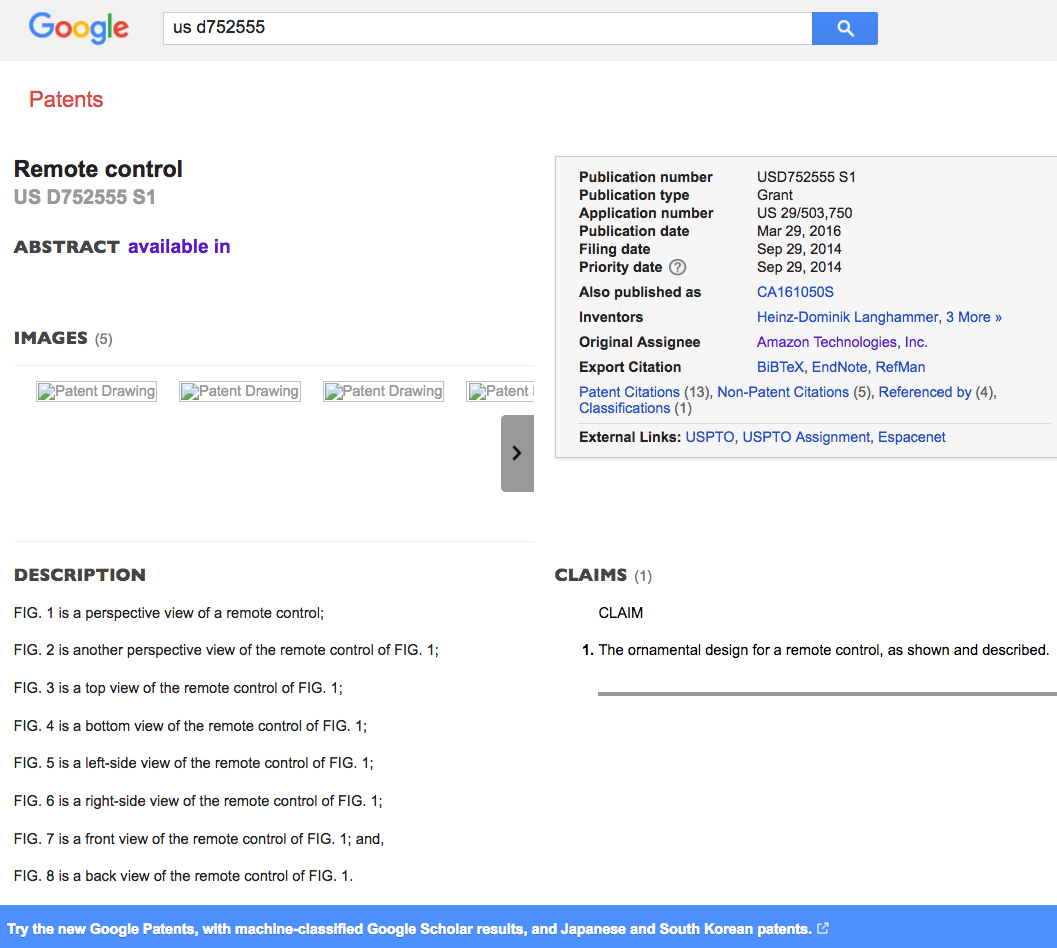 Google
us d752555
Patents
Remote control
US D752555 S1
ABSTRACT available in
IMAGES (5)
Patent Drawing Patent Drawing Patent Drawing Patent
Publication number USD752555 S1
Publication type Grant
Application number US 29/503,750
Publication date Mar 29, 2016
Filing date Sep 29, 2014
Priority date ? Sep 29, 2014
Also published as CA161050S
Inventors Heinz-Dominik Langhammer, 3 More »
Original Assignee Amazon Technologies, Inc.
Export Citation BiBTeX, EndNote, RefMan
Patent Citations (13), Non-Patent Citations (5), Referenced by (4),
Classifications (1)
External Links: USPTO, USPTO Assignment, Espacenet
DESCRIPTION
FIG. 1 is a perspective view of a remote control;
FIG. 2 is another perspective view of the remote control of FIG. 1;
FIG. 3 is a top view of the remote control of FIG. 1;
FIG. 4 is a bottom view of the remote control of FIG. 1;
FIG. 5 is a left-side view of the remote control of FIG. 1;
FIG. 6 is a right-side view of the remote control of FIG. 1;
FIG. 7 is a front view of the remote control of FIG. 1; and,
FIG. 8 is a back view of the remote control of FIG. 1.
CLAIMS (1)
CLAIM
1. The ornamental design for a remote control, as shown and described.
Try the new Google Patents, with machine-classified Google Scholar results, and Japanese and South Korean patents.